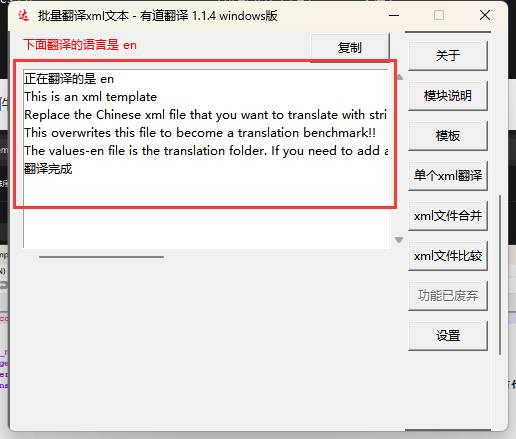 批量翻译xml文本 - 有道翻译 1.1.4 windows版
下面翻译的语言是 en
复制
正在翻译的是 en
This is an xml template
Replace the Chinese xml file that you want to translate with
This overwrites this file to become a translation benchmark!!
The values-en file is the translation folder. If you need to add
翻译完成
关于
模块说明
模板
单个xml翻译
xml文件合并
xml文件比较
功能已废弃
设置